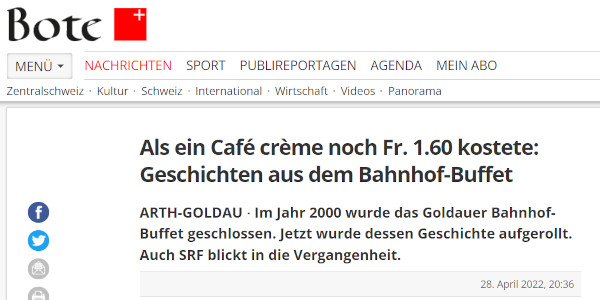 Bote
MENÜ NACHRICHTEN SPORT PUBLIREPORTAGEN AGENDA MEIN ABO
Zentralschweiz · Kultur · Schweiz · International · Wirtschaft · Videos · Panorama
Als ein Café crème noch Fr. 1.60 kostete:
Geschichten aus dem Bahnhof-Buffet
ARTH-GOLDAU · Im Jahr 2000 wurde das Goldauer Bahnhof-
Buffet geschlossen. Jetzt wurde dessen Geschichte aufgerollt.
Auch SRF blickt in die Vergangenheit.
28. April 2022, 20:36